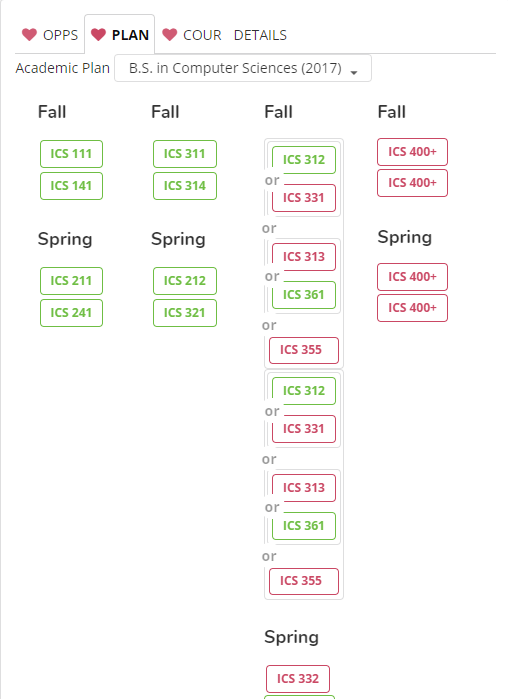 OPPS PLAN COUR DETAILS
Academic Plan B.S. in Computer Sciences (2017)
Fall
ICS 111
ICS 141
Spring
ICS 211
ICS 241
Fall
ICS 311
ICS 314
Spring
ICS 212
ICS 321
Fall
ICS 312
or
ICS 331
or
ICS 313
or
ICS 361
or
ICS 355
ICS 312
or
ICS 331
or
ICS 313
or
ICS 361
or
ICS 355
Spring
ICS 332
Fall
ICS 400+
ICS 400+
Spring
ICS 400+
ICS 400+